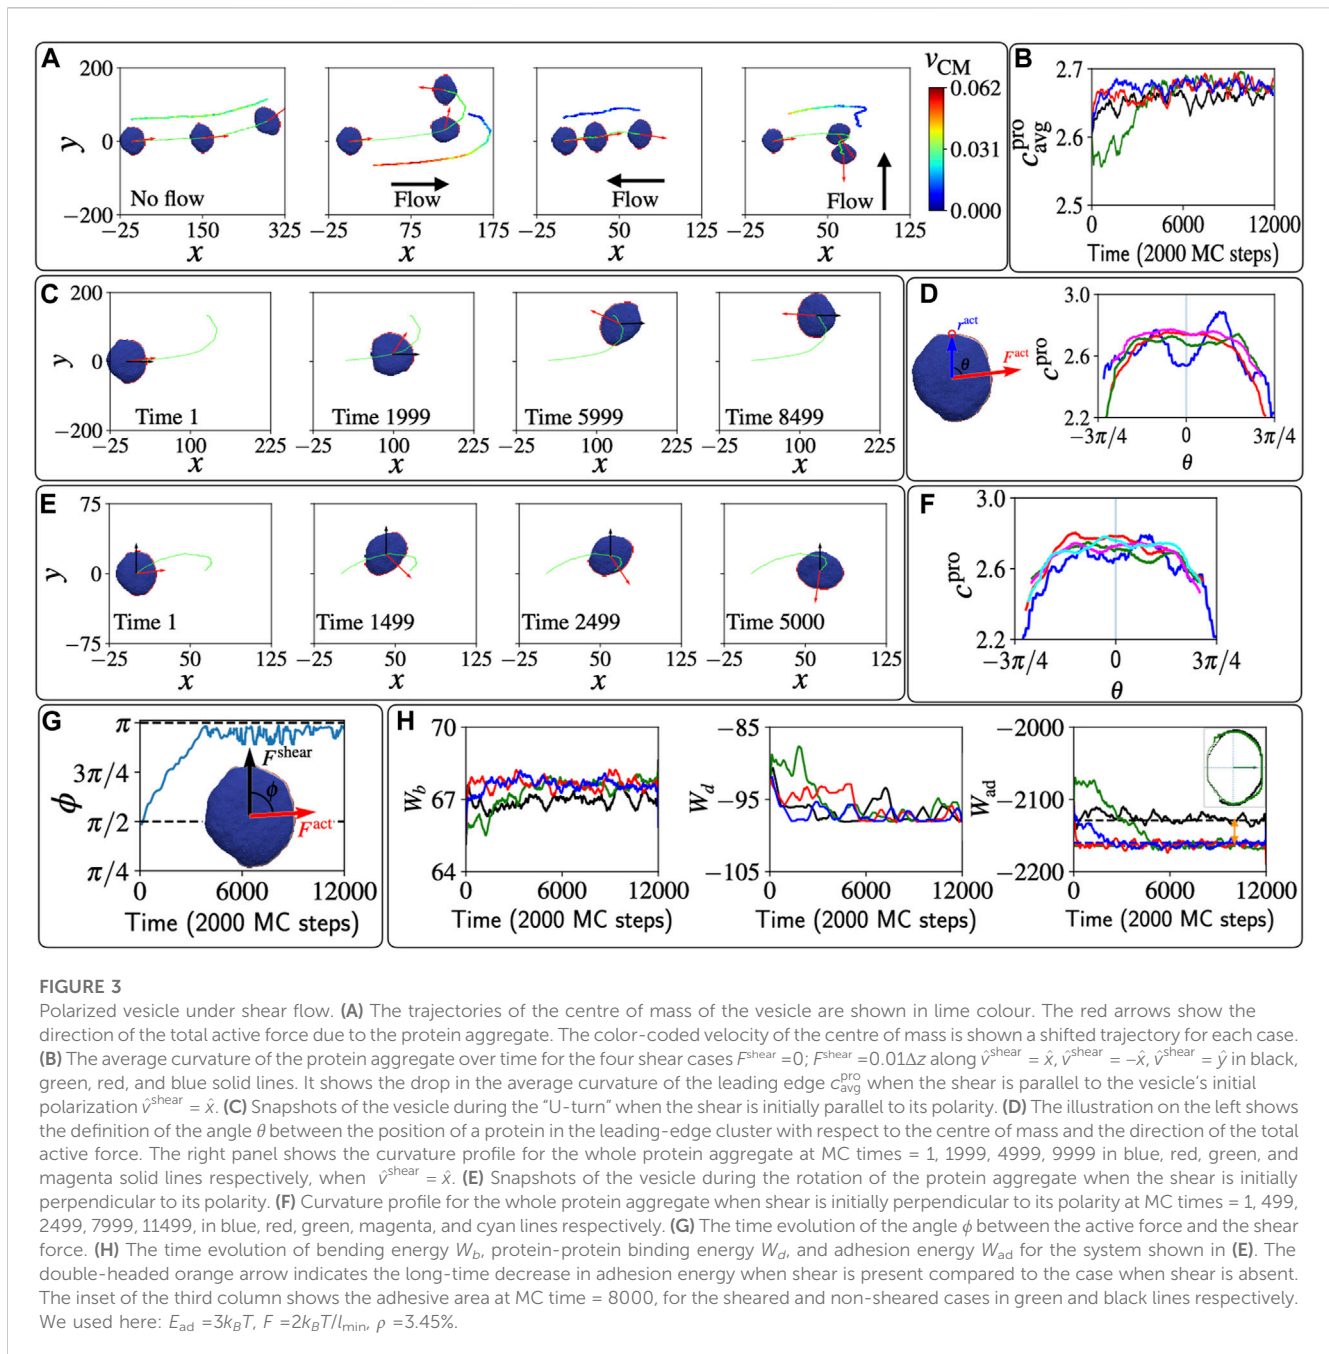 A
200
0
−200
y
No flow
−25 150 325
x
Flow
−25 75 175
x
Flow
−25 50 125
x
Flow
−25 50 125
x
v_CM
0.062
0.031
0.000
B
2.7
2.6
2.5
c^pro_avg
0 6000 12000
Time (2000 MC steps)
C
200
0
−200
y
Time 1
−25 100 225
x
Time 1999
−25 100 225
x
Time 5999
−25 100 225
x
Time 8499
−25 100 225
x
D
r^act
θ
F^act
3.0
2.6
2.2
c^pro
−3π/4 0 3π/4
θ
E
75
0
−75
y
Time 1
−25 50 125
x
Time 1499
−25 50 125
x
Time 2499
−25 50 125
x
Time 5000
−25 50 125
x
F
3.0
2.6
2.2
c^pro
−3π/4 0 3π/4
θ
G
π
3π/4
π/2
π/4
ϕ
F^shear
ϕ
F^act
0 6000 12000
Time (2000 MC steps)
H
70
67
64
W_b
0 6000 12000
Time (2000 MC steps)
−85
−95
−105
W_d
0 6000 12000
Time (2000 MC steps)
−2000
−2100
−2200
W_ad
0 6000 12000
Time (2000 MC steps)
FIGURE 3
Polarized vesicle under shear flow. (A) The trajectories of the centre of mass of the vesicle are shown in lime colour. The red arrows show the
direction of the total active force due to the protein aggregate. The color-coded velocity of the centre of mass is shown a shifted trajectory for each case.
(B) The average curvature of the protein aggregate over time for the four shear cases F^shear =0; F^shear =0.01Δz along v̂^shear = x̂, v̂^shear = −x̂, v̂^shear = ŷ in black,
green, red, and blue solid lines. It shows the drop in the average curvature of the leading edge c^pro_avg when the shear is parallel to the vesicle's initial
polarization v̂^shear = x̂. (C) Snapshots of the vesicle during the "U-turn" when the shear is initially parallel to its polarity. (D) The illustration on the left shows
the definition of the angle θ between the position of a protein in the leading-edge cluster with respect to the centre of mass and the direction of the total
active force. The right panel shows the curvature profile for the whole protein aggregate at MC times = 1, 1999, 4999, 9999 in blue, red, green, and
magenta solid lines respectively, when v̂^shear = x̂. (E) Snapshots of the vesicle during the rotation of the protein aggregate when the shear is initially
perpendicular to its polarity. (F) Curvature profile for the whole protein aggregate when shear is initially perpendicular to its polarity at MC times = 1, 499,
2499, 7999, 11499, in blue, red, green, magenta, and cyan lines respectively. (G) The time evolution of the angle ϕ between the active force and the shear
force. (H) The time evolution of bending energy W_b, protein-protein binding energy W_d, and adhesion energy W_ad for the system shown in (E). The
double-headed orange arrow indicates the long-time decrease in adhesion energy when shear is present compared to the case when shear is absent.
The inset of the third column shows the adhesive area at MC time = 8000, for the sheared and non-sheared cases in green and black lines respectively.
We used here: E_ad =3k_BT, F =2k_BT/l_min, ρ =3.45%.